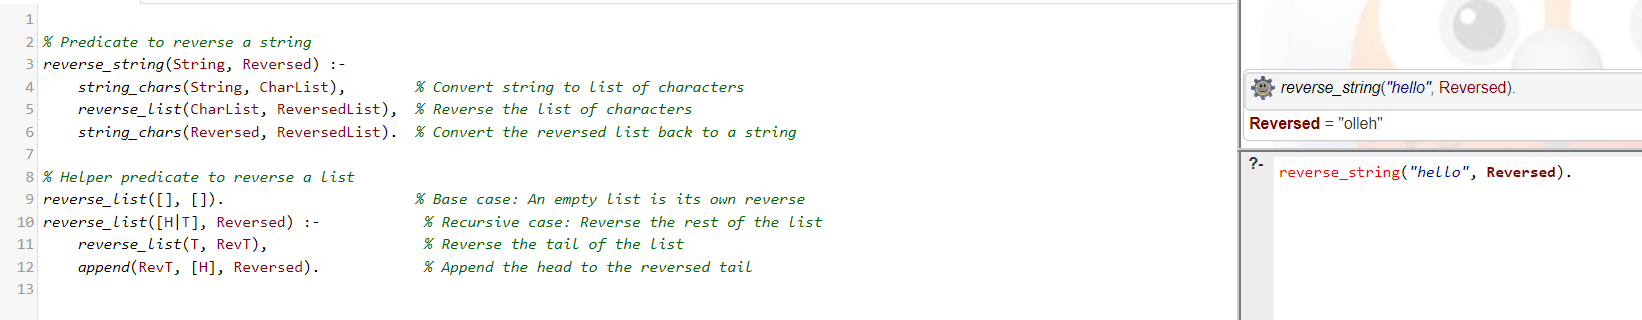 1
2 % Predicate to reverse a string
3 reverse_string(String, Reversed) :-
4     string_chars(String, CharList),        % Convert string to list of characters
5     reverse_list(CharList, ReversedList),  % Reverse the list of characters
6     string_chars(Reversed, ReversedList).  % Convert the reversed list back to a string
7
8 % Helper predicate to reverse a list
9 reverse_list([], []).                      % Base case: An empty list is its own reverse
10 reverse_list([H|T], Reversed) :-            % Recursive case: Reverse the rest of the list
11     reverse_list(T, RevT),                  % Reverse the tail of the list
12     append(RevT, [H], Reversed).            % Append the head to the reversed tail
13
reverse_string("hello", Reversed).
Reversed = "olleh"
?- reverse_string("hello", Reversed).